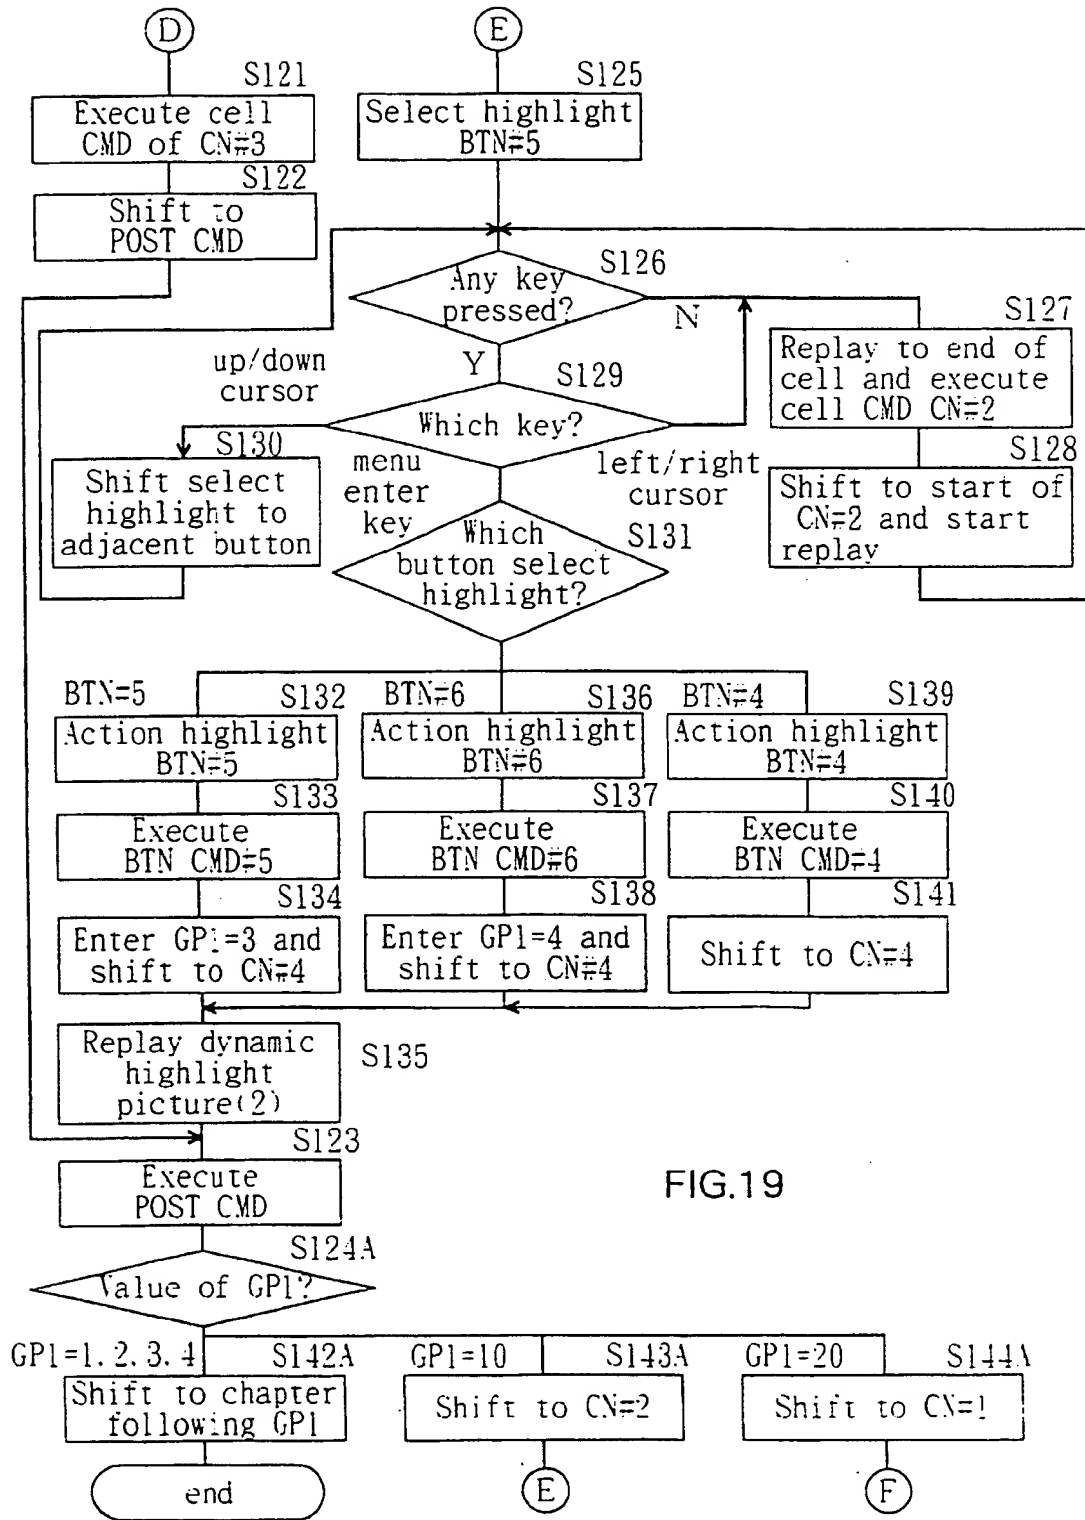 D
S121
Execute cell
CMD of CN#3
S122
Shift to
POST CMD
E
S125
Select highlight
BTN#5
S126
Any key
pressed?
N
Y
S127
Replay to end of
cell and execute
cell CMD CN#2
S128
Shift to start of
CN#2 and start
replay
up/down
cursor
S129
Which key?
S130
Shift select
highlight to
adjacent button
menu
enter
key
left/right
cursor
S131
Which
button select
highlight?
BTN#5
S132
Action highlight
BTN#5
S133
Execute
BTN CMD#5
S134
Enter GP1=3 and
shift to CN#4
BTN#6
S136
Action highlight
BTN#6
S137
Execute
BTN CMD#6
S138
Enter GP1=4 and
shift to CN#4
BTN#4
S139
Action highlight
BTN#4
S140
Execute
BTN CMD#4
S141
Shift to CN#4
Replay dynamic
highlight
picture(2)
S135
S123
Execute
POST CMD
FIG.19
S124A
Value of GP1?
GP1=1.2.3.4
S142A
Shift to chapter
following GP1
end
GP1=10
S143A
Shift to CN#2
E
GP1=20
S144A
Shift to CN#1
F